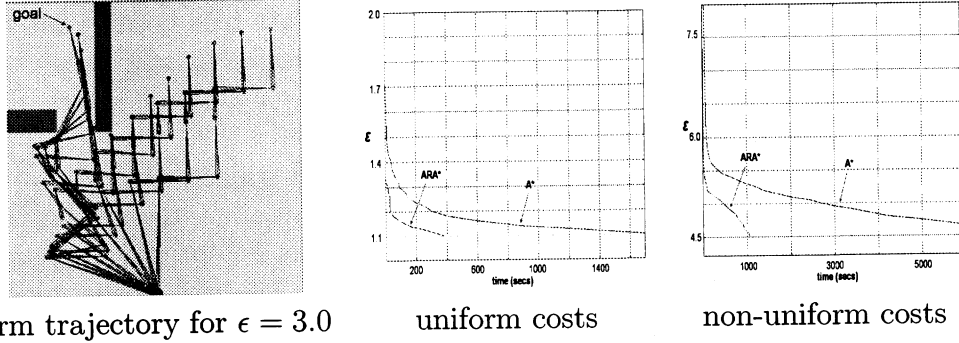 goal
rm trajectory for ϵ = 3.0
2.0
1.7
ε
1.4
1.1
ARA*
A*
200 600 1000 1400
time (secs)
uniform costs
7.5
ε
6.0
4.5
ARA*
A*
1000 3000 5000
time (secs)
non-uniform costs